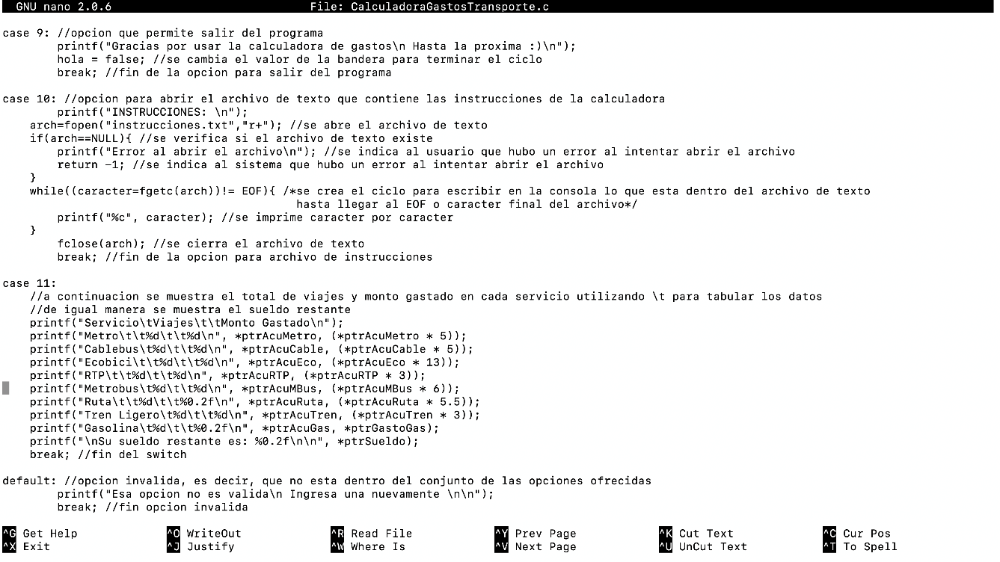 GNU nano 2.0.6 File: CalculadoraGastosTransporte.c
case 9: //opcion que permite salir del programa
printf("Gracias por usar la calculadora de gastos\n Hasta la proxima :)\n");
hola = false; //se cambia el valor de la bandera para terminar el ciclo
break; //fin de la opcion para salir del programa
case 10: //opcion para abrir el archivo de texto que contiene las instrucciones de la calculadora
printf("INSTRUCCIONES: \n");
arch=fopen("instrucciones.txt","r+"); //se abre el archivo de texto
if(arch==NULL){ //se verifica si el archivo de texto existe
printf("Error al abrir el archivo\n"); //se indica al usuario que hubo un error al intentar abrir el archivo
return -1; //se indica al sistema que hubo un error al intentar abrir el archivo
}
while((caracter=fgetc(arch))!= EOF){ /*se crea el ciclo para escribir en la consola lo que esta dentro del archivo de texto
hasta llegar al EOF o caracter final del archivo*/
printf("%c", caracter); //se imprime caracter por caracter
}
fclose(arch); //se cierra el archivo de texto
break; //fin de la opcion para archivo de instrucciones
case 11:
//a continuacion se muestra el total de viajes y monto gastado en cada servicio utilizando \t para tabular los datos
//de igual manera se muestra el sueldo restante
printf("Servicio\tViajes\t\tMonto Gastado\n");
printf("Metro\t\t%d\t\t%d\n", *ptrAcuMetro, (*ptrAcuMetro * 5));
printf("Cablebus\t%d\t\t%d\n", *ptrAcuCable, (*ptrAcuCable * 5));
printf("Ecobici\t\t%d\t\t%d\n", *ptrAcuEco, (*ptrAcuEco * 13));
printf("RTP\t\t%d\t\t%d\n", *ptrAcuRTP, (*ptrAcuRTP * 3));
printf("Metrobus\t%d\t\t%d\n", *ptrAcuMBus, (*ptrAcuMBus * 6));
printf("Ruta\t\t%d\t\t%0.2f\n", *ptrAcuRuta, (*ptrAcuRuta * 5.5));
printf("Tren Ligero\t%d\t\t%d\n", *ptrAcuTren, (*ptrAcuTren * 3));
printf("Gasolina\t%d\t\t%0.2f\n", *ptrAcuGas, *ptrGastoGas);
printf("\nSu sueldo restante es: %0.2f\n\n", *ptrSueldo);
break; //fin del switch
default: //opcion invalida, es decir, que no esta dentro del conjunto de las opciones ofrecidas
printf("Esa opcion no es valida\n Ingresa una nuevamente \n\n");
break; //fin opcion invalida
^G Get Help ^O WriteOut ^R Read File ^Y Prev Page ^K Cut Text ^C Cur Pos
^X Exit ^J Justify ^W Where Is ^V Next Page ^U UnCut Text ^T To Spell